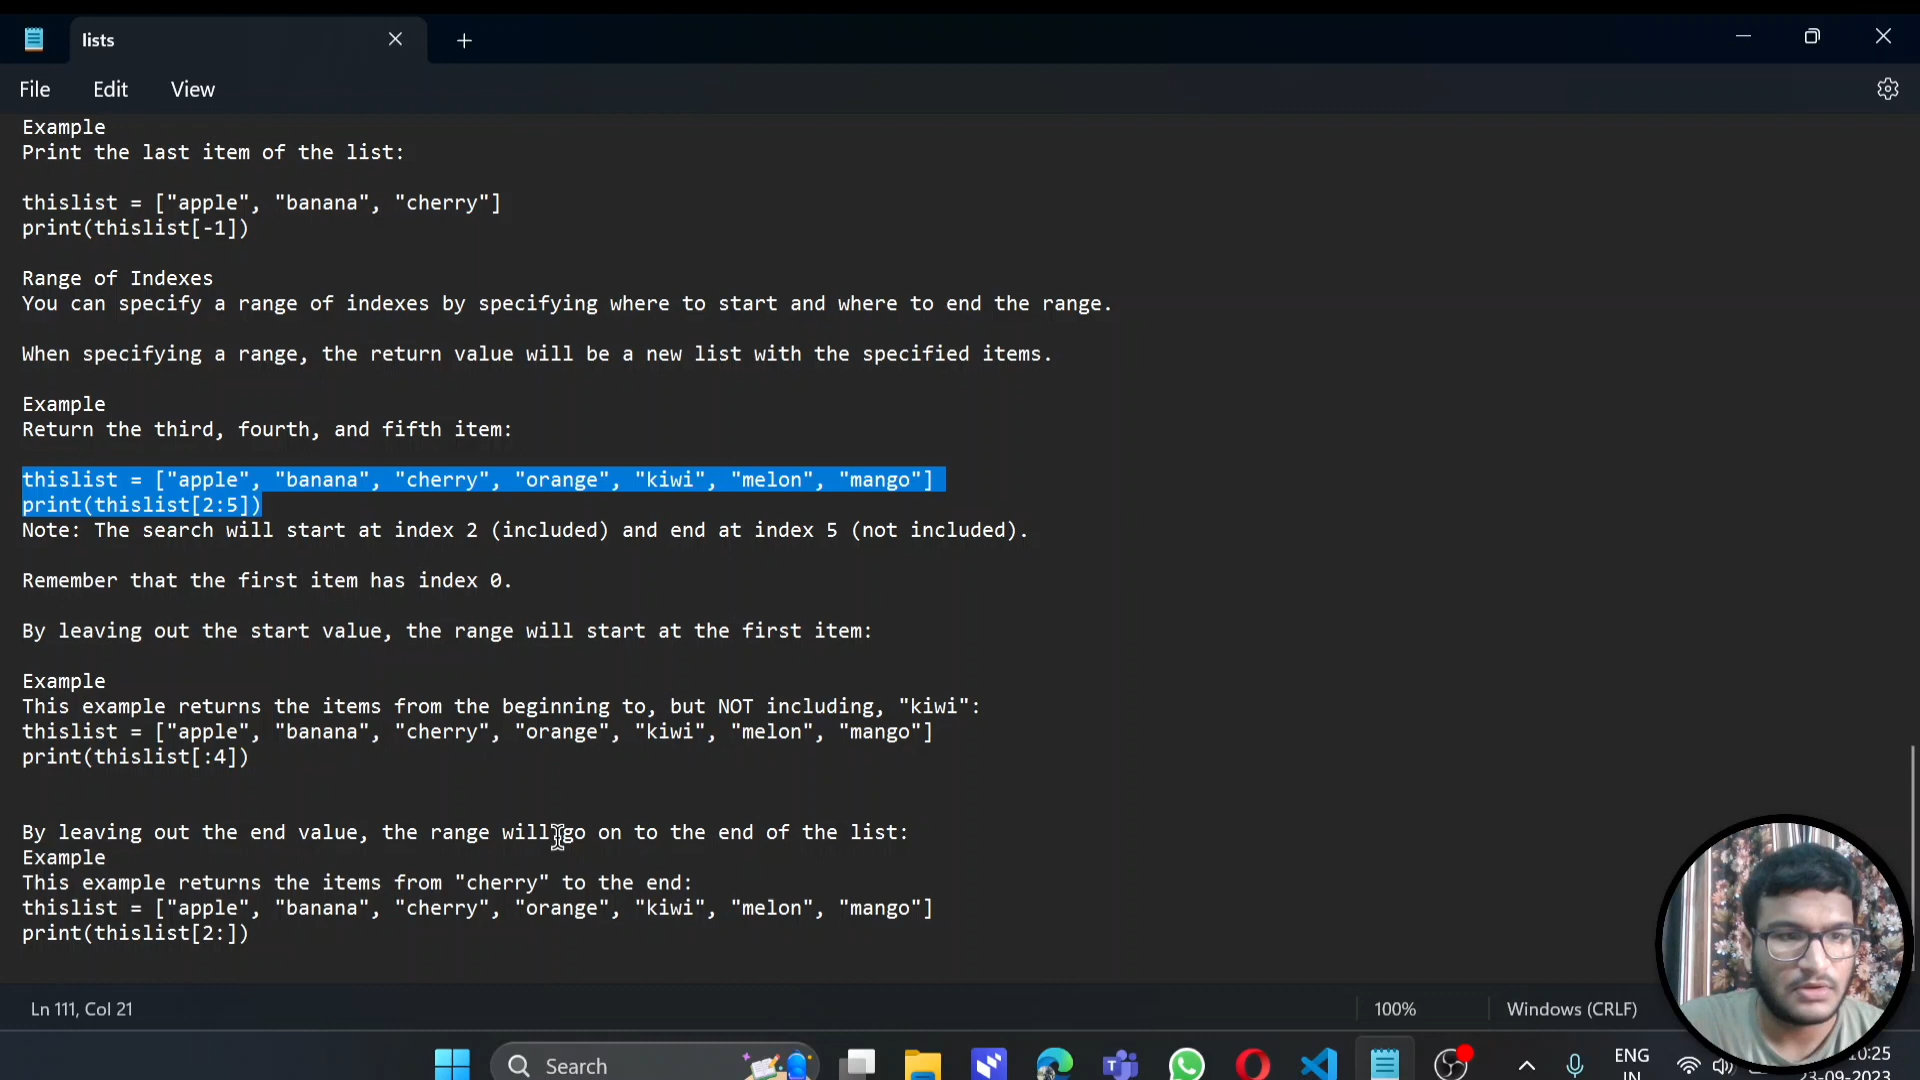 lists
File Edit View
Example
Print the last item of the list:
thislist = ["apple", "banana", "cherry"]
print(thislist[-1])
Range of Indexes
You can specify a range of indexes by specifying where to start and where to end the range.
When specifying a range, the return value will be a new list with the specified items.
Example
Return the third, fourth, and fifth item:
thislist = ["apple", "banana", "cherry", "orange", "kiwi", "melon", "mango"]
print(thislist[2:5])
Note: The search will start at index 2 (included) and end at index 5 (not included).
Remember that the first item has index 0.
By leaving out the start value, the range will start at the first item:
Example
This example returns the items from the beginning to, but NOT including, "kiwi":
thislist = ["apple", "banana", "cherry", "orange", "kiwi", "melon", "mango"]
print(thislist[:4])
By leaving out the end value, the range will go on to the end of the list:
Example
This example returns the items from "cherry" to the end:
thislist = ["apple", "banana", "cherry", "orange", "kiwi", "melon", "mango"]
print(thislist[2:])
Ln 111, Col 21 100% Windows (CRLF)
Search
ENG
IN
10:25
23-09-2023